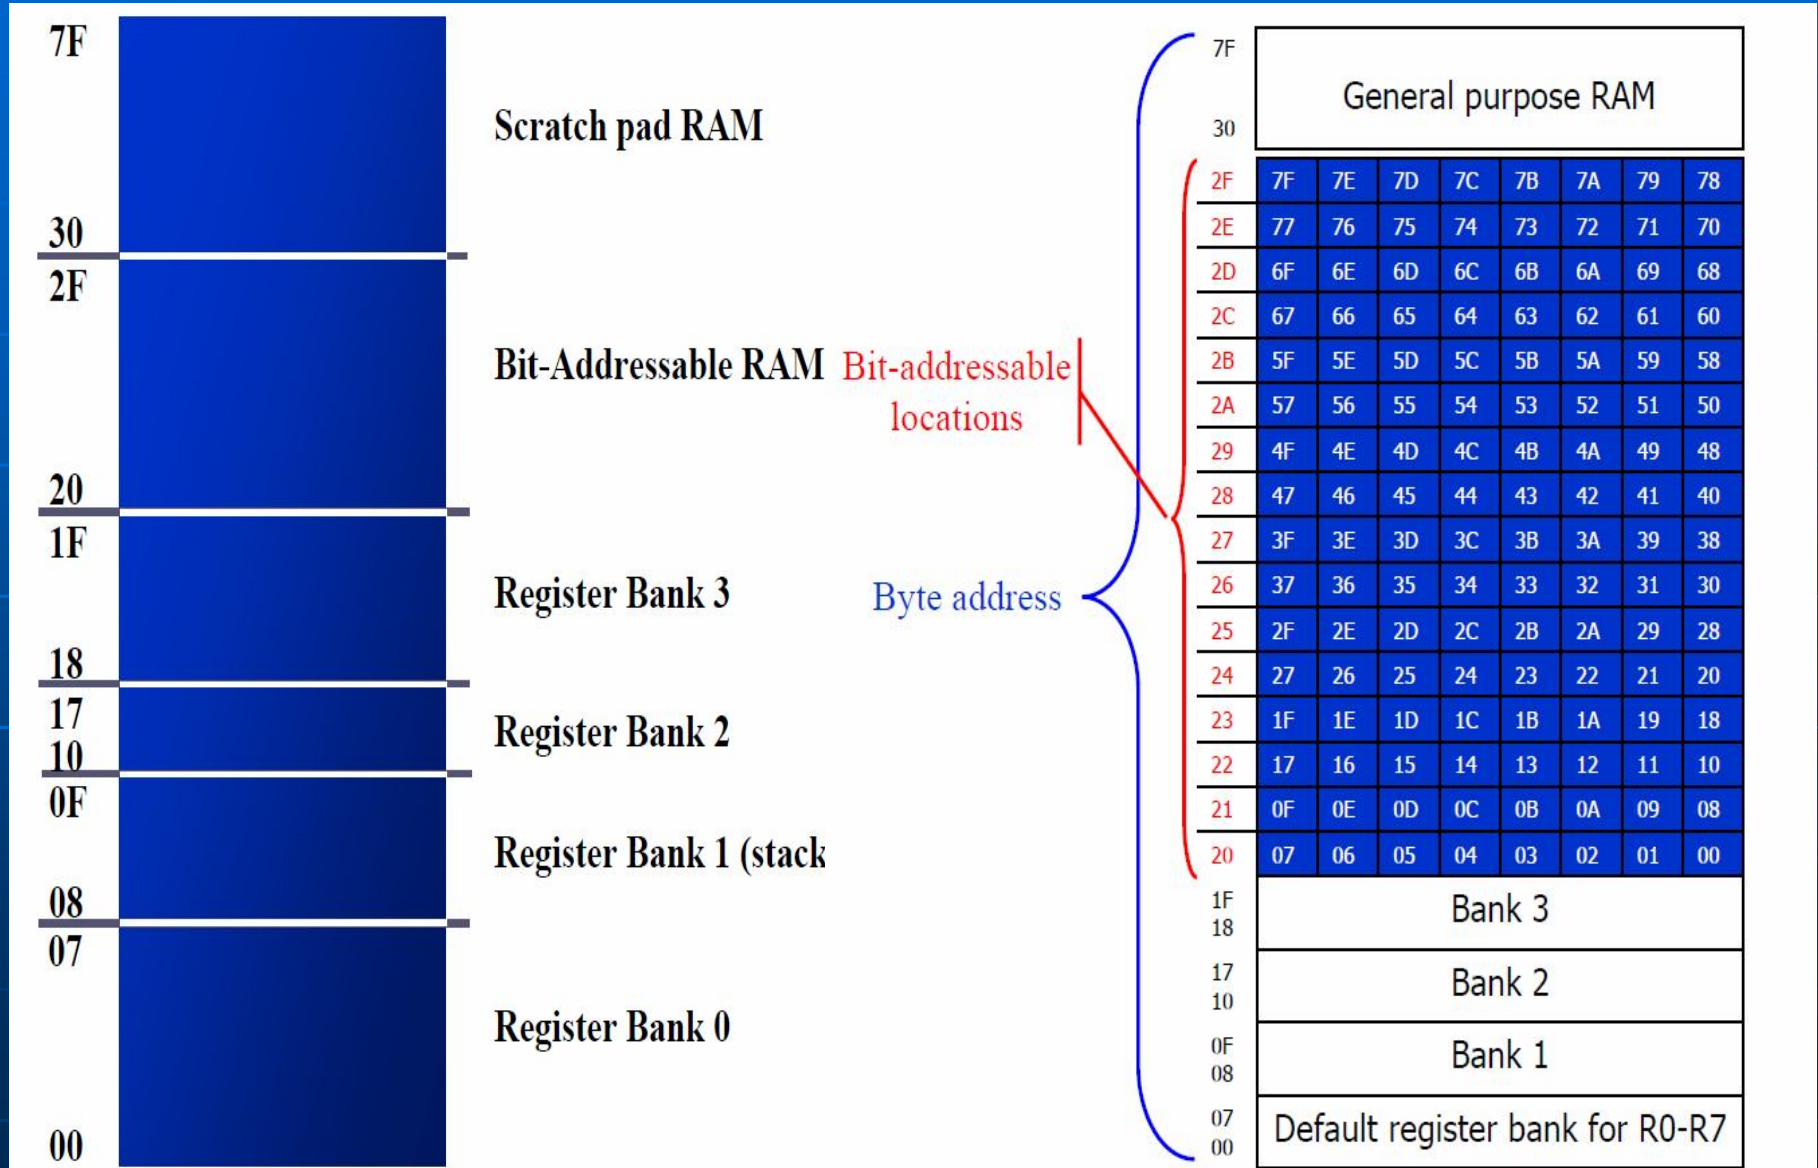 7F
Scratch pad RAM
30
2F
Bit-Addressable RAM
20
1F
Register Bank 3
18
17
Register Bank 2
10
0F
Register Bank 1 (stack
08
07
Register Bank 0
00
Bit-addressable
locations
Byte address
7F
General purpose RAM
30
2F 7F 7E 7D 7C 7B 7A 79 78
2E 77 76 75 74 73 72 71 70
2D 6F 6E 6D 6C 6B 6A 69 68
2C 67 66 65 64 63 62 61 60
2B 5F 5E 5D 5C 5B 5A 59 58
2A 57 56 55 54 53 52 51 50
29 4F 4E 4D 4C 4B 4A 49 48
28 47 46 45 44 43 42 41 40
27 3F 3E 3D 3C 3B 3A 39 38
26 37 36 35 34 33 32 31 30
25 2F 2E 2D 2C 2B 2A 29 28
24 27 26 25 24 23 22 21 20
23 1F 1E 1D 1C 1B 1A 19 18
22 17 16 15 14 13 12 11 10
21 0F 0E 0D 0C 0B 0A 09 08
20 07 06 05 04 03 02 01 00
1F
Bank 3
18
17
Bank 2
10
0F
Bank 1
08
07
Default register bank for R0-R7
00